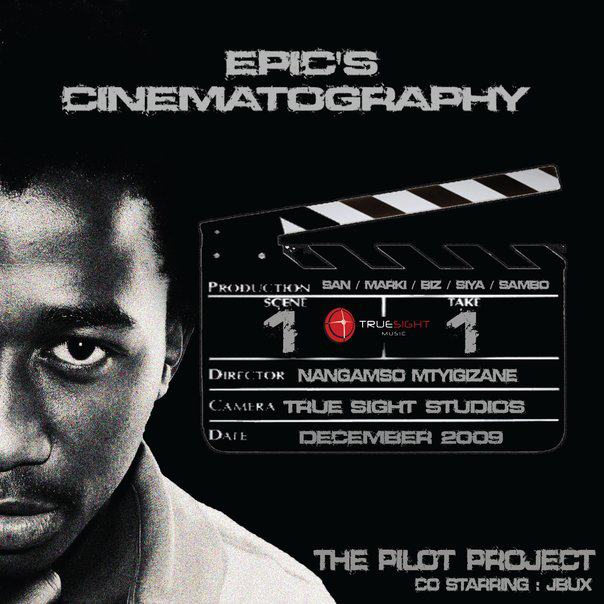 EPIC'S
CINEMATOGRAPHY
PRODUCTION SAN / MARKI / BIZ / SIYA / SAMBO
SCENE TAKE
1 TRUESIGHT 1
MUSIC
DIRECTOR NANGAMSO MTYIGIZANE
CAMERA TRUE SIGHT STUDIOS
DATE DECEMBER 2009
THE PILOT PROJECT
CO STARRING : JBUX